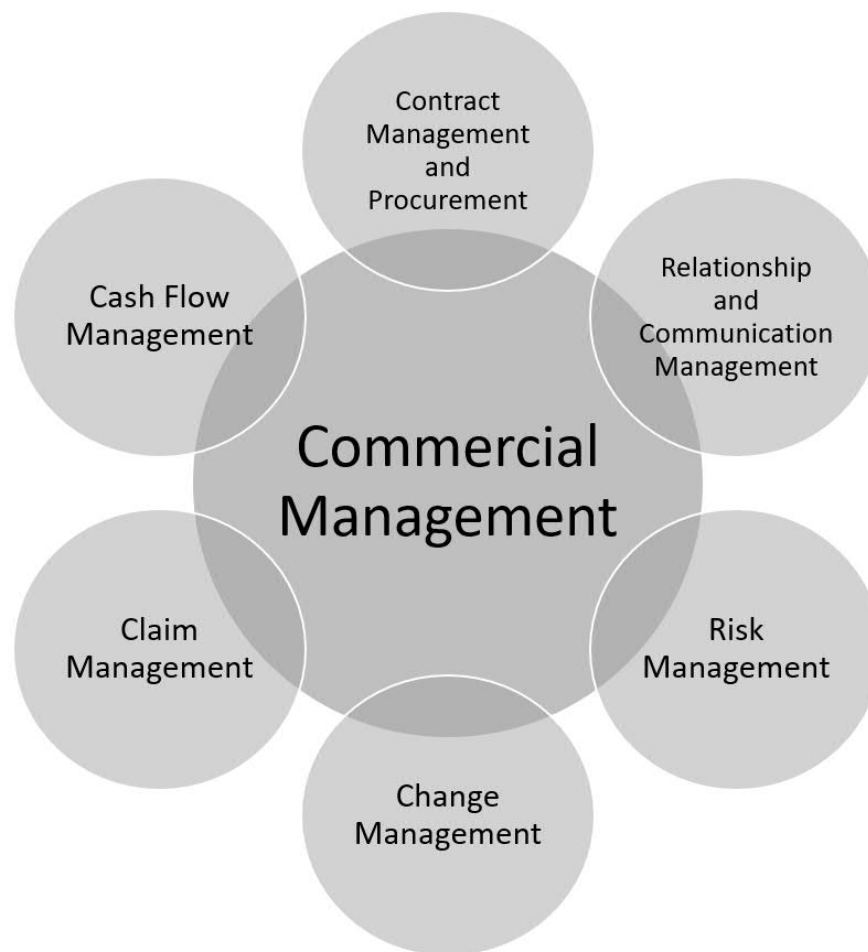 Contract
Management
and
Procurement
Relationship
and
Communication
Management
Risk
Management
Change
Management
Claim
Management
Cash Flow
Management
Commercial
Management